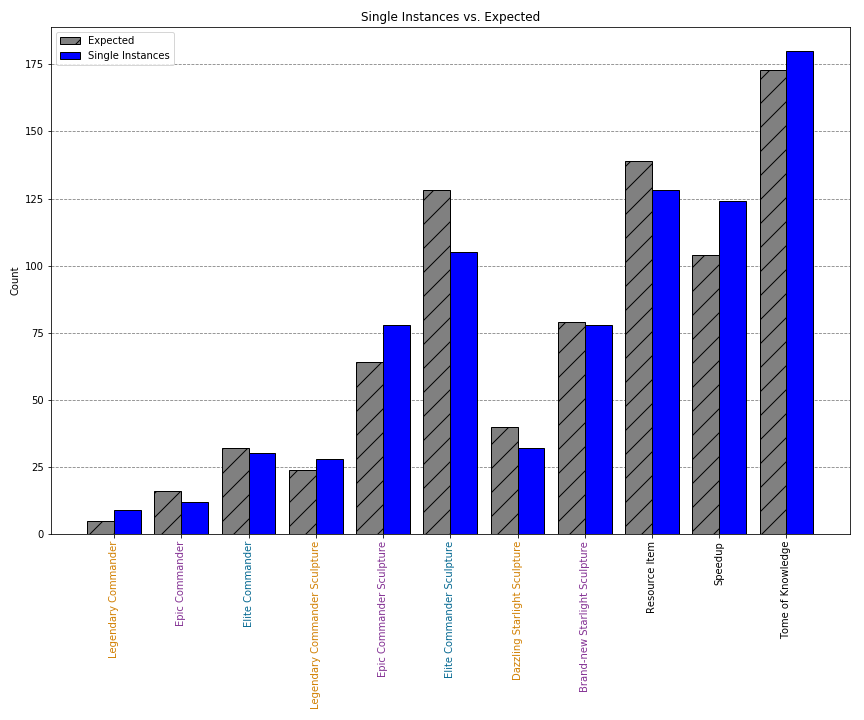 Single Instances vs. Expected
Expected
Single Instances
175
150
125
100
75
50
25
0
Count
Legendary Commander
Epic Commander
Elite Commander
Legendary Commander Sculpture
Epic Commander Sculpture
Elite Commander Sculpture
Dazzling Starlight Sculpture
Brand-new Starlight Sculpture
Resource Item
Speedup
Tome of Knowledge